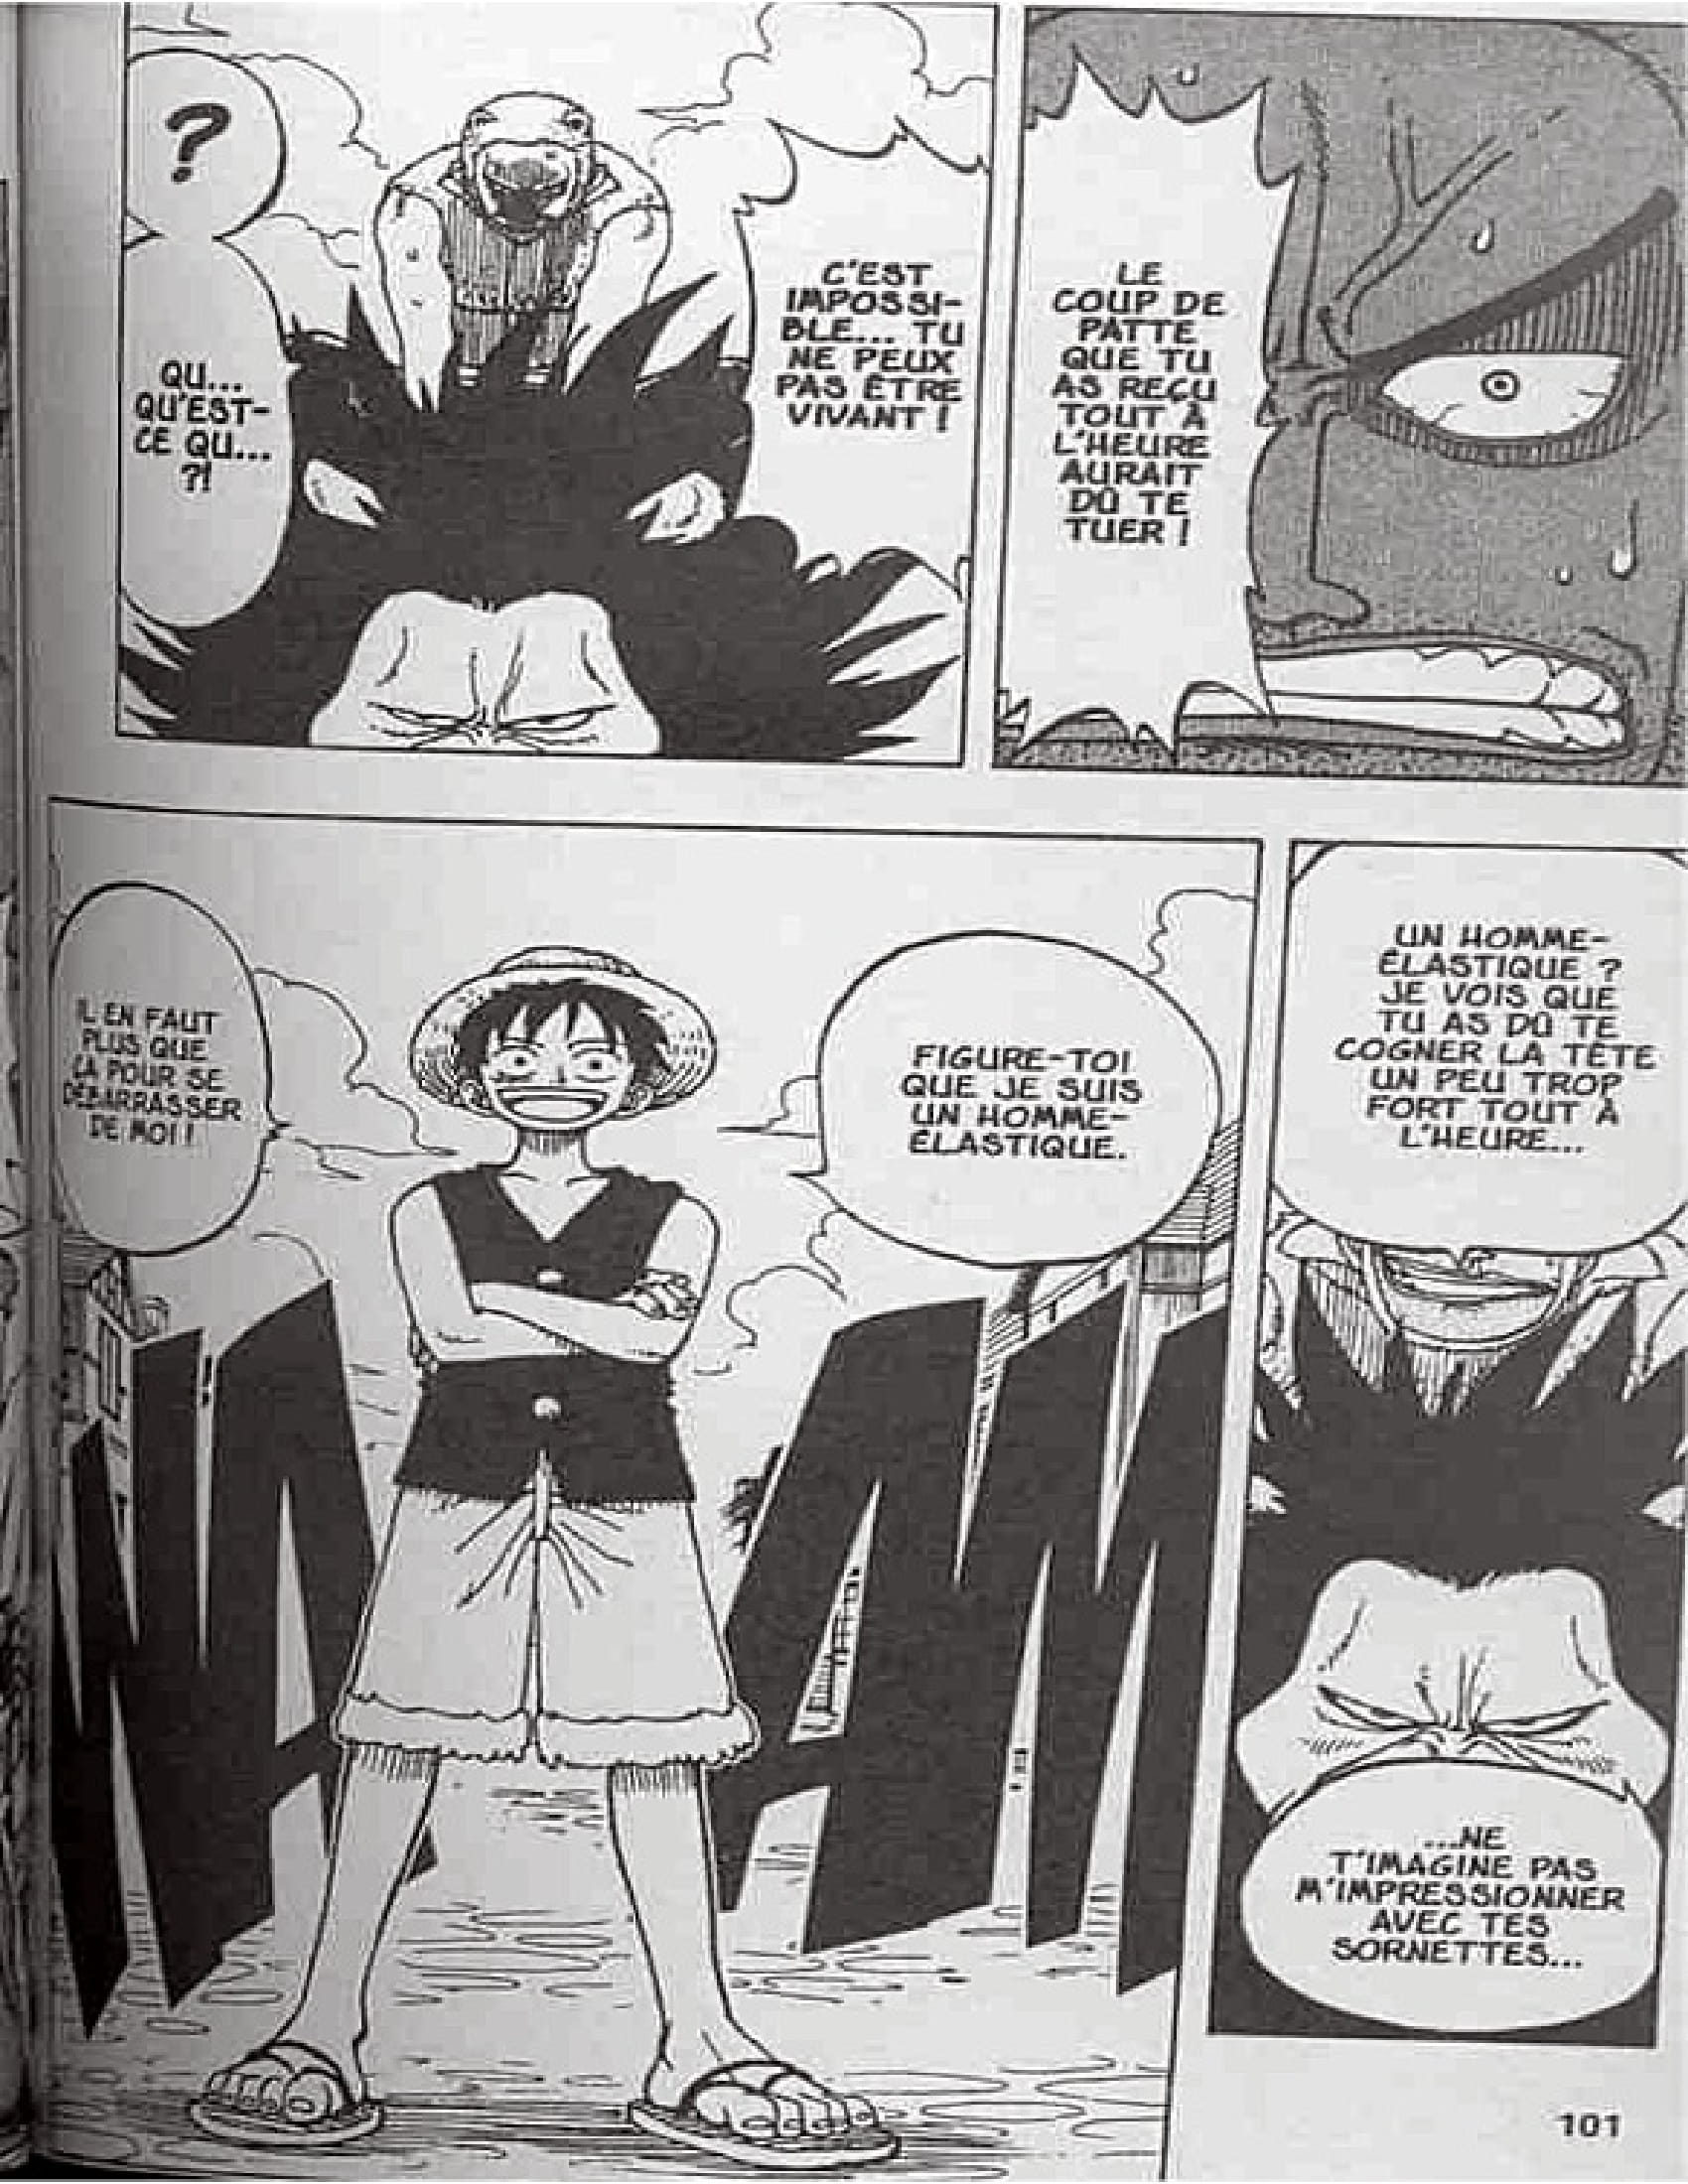 LE
COUP DE
PATTE
QUE TU
AS REÇU
TOUT À
L'HEURE
AURAIT
DÛ TE
TUER !
C'EST
IMPOSSI-
BLE... TU
NE PEUX
PAS ÊTRE
VIVANT !
?
QU...
QU'EST-
CE QU...
?!
UN HOMME-
ÉLASTIQUE ?
JE VOIS QUE
TU AS DÛ TE
COGNER LA TÊTE
UN PEU TROP
FORT TOUT À
L'HEURE...
...NE
T'IMAGINE PAS
M'IMPRESSIONNER
AVEC TES
SORNETTES...
FIGURE-TOI
QUE JE SUIS
UN HOMME-
ÉLASTIQUE.
IL EN FAUT
PLUS QUE
ÇA POUR SE
DÉBARRASSER
DE MOI !
101